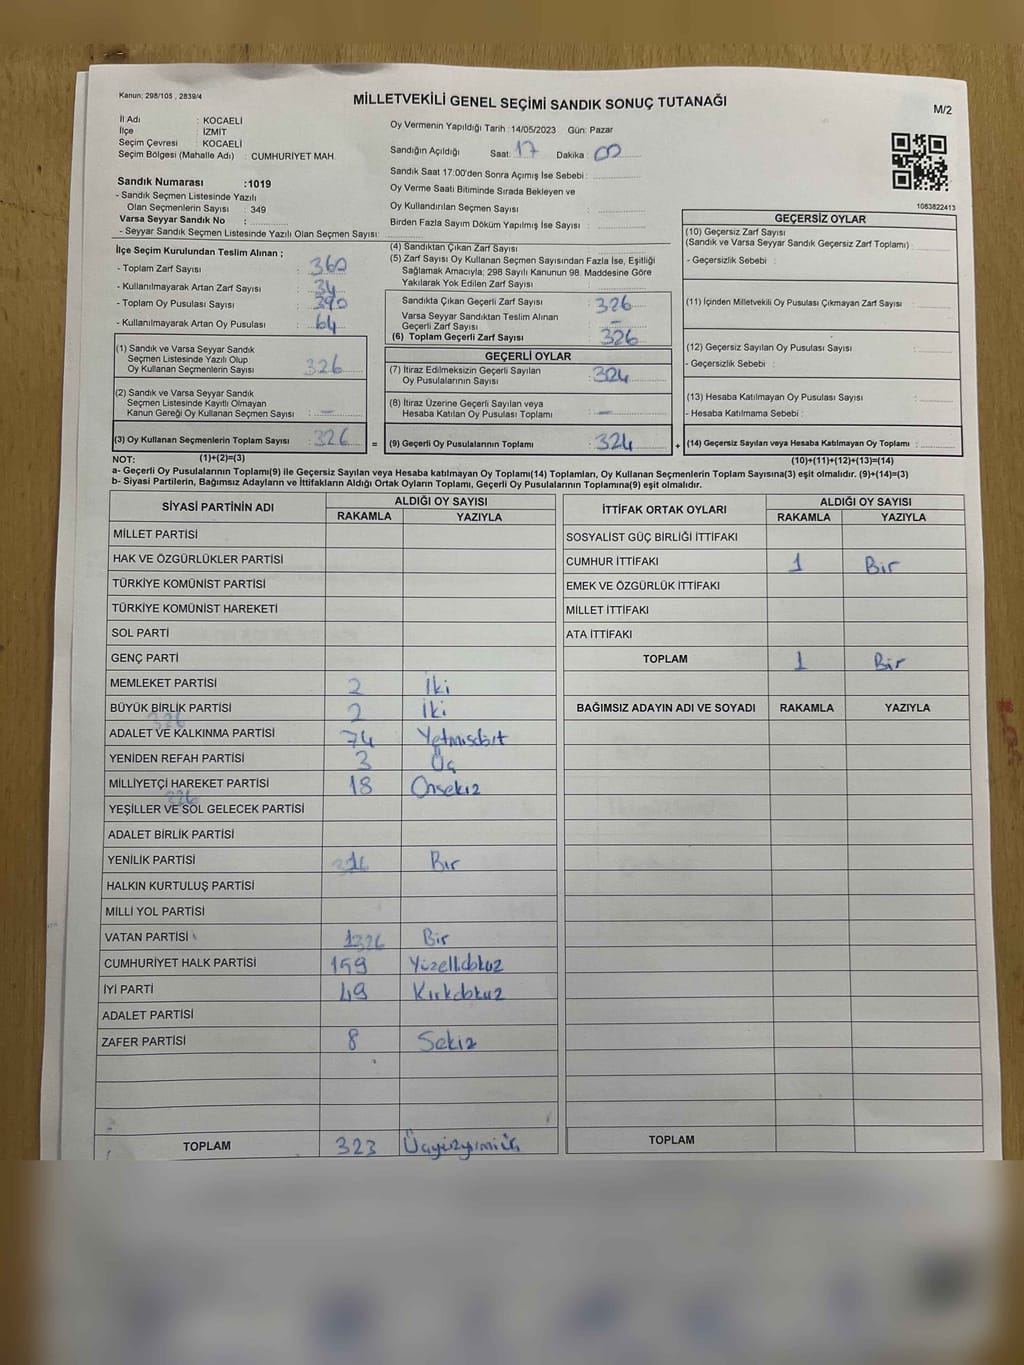 Kanun; 298/105 , 2839/4
MİLLETVEKİLİ GENEL SEÇİMİ SANDIK SONUÇ TUTANAĞI
M/2
İl Adı : KOCAELİ
İlçe : İZMİT
Seçim Çevresi : KOCAELİ
Seçim Bölgesi (Mahalle Adı) : CUMHURİYET MAH.
Sandık Numarası :1019
- Sandık Seçmen Listesinde Yazılı
Olan Seçmenlerin Sayısı : 349
Varsa Seyyar Sandık No :
- Seyyar Sandık Seçmen Listesinde Yazılı Olan Seçmen Sayısı:
Oy Vermenin Yapıldığı Tarih : 14/05/2023 Gün: Pazar
Sandığın Açıldığı Saat: 17 Dakika: 00
Sandık Saat 17.00'den Sonra Açımış İse Sebebi :
Oy Verme Saati Bitiminde Sırada Bekleyen ve
Oy Kullandırılan Seçmen Sayısı :
Birden Fazla Sayım Döküm Yapılmış İse Sayısı :
1083822413
İlçe Seçim Kurulundan Teslim Alınan ;
- Toplam Zarf Sayısı : 360
- Kullanılmayarak Artan Zarf Sayısı : 34
- Toplam Oy Pusulası Sayısı : 390
- Kullanılmayarak Artan Oy Pusulası : 64
(1) Sandık ve Varsa Seyyar Sandık
Seçmen Listesinde Yazılı Olup
Oy Kullanan Seçmenlerin Sayısı : 326
(2) Sandık ve Varsa Seyyar Sandık
Seçmen Listesinde Kayıtlı Olmayan
Kanun Gereği Oy Kullanan Seçmen Sayısı : —
(3) Oy Kullanan Seçmenlerin Toplam Sayısı : 326
(4) Sandıktan Çıkan Zarf Sayısı :
(5) Zarf Sayısı Oy Kullanan Seçmen Sayısından Fazla İse, Eşitliği
Sağlamak Amacıyla; 298 Sayılı Kanunun 98. Maddesine Göre
Yakılarak Yok Edilen Zarf Sayısı :
Sandıkta Çıkan Geçerli Zarf Sayısı : 326
Varsa Seyyar Sandıktan Teslim Alınan
Geçerli Zarf Sayısı : —
(6) Toplam Geçerli Zarf Sayısı : 326
GEÇERLİ OYLAR
(7) İtiraz Edilmeksizin Geçerli Sayılan
Oy Pusulalarının Sayısı : 324
(8) İtiraz Üzerine Geçerli Sayılan veya
Hesaba Katılan Oy Pusulası Toplamı : —
= (9) Geçerli Oy Pusulalarının Toplamı : 324
GEÇERSİZ OYLAR
(10) Geçersiz Zarf Sayısı
(Sandık ve Varsa Seyyar Sandık Geçersiz Zarf Toplamı) :
- Geçersizlik Sebebi :
(11) İçinden Milletvekili Oy Pusulası Çıkmayan Zarf Sayısı :
(12) Geçersiz Sayılan Oy Pusulası Sayısı :
- Geçersizlik Sebebi :
(13) Hesaba Katılmayan Oy Pusulası Sayısı :
- Hesaba Katılmama Sebebi :
+ (14) Geçersiz Sayılan veya Hesaba Katılmayan Oy Toplamı :
NOT: (1)+(2)=(3)
(10)+(11)+(12)+(13)=(14)
a- Geçerli Oy Pusulalarının Toplamı(9) ile Geçersiz Sayılan veya Hesaba katılmayan Oy Toplamı(14) Toplamları, Oy Kullanan Seçmenlerin Toplam Sayısına(3) eşit olmalıdır. (9)+(14)=(3)
b- Siyasi Partilerin, Bağımsız Adayların ve İttifakların Aldığı Ortak Oyların Toplamı, Geçerli Oy Pusulalarının Toplamına(9) eşit olmalıdır.
SİYASİ PARTİNİN ADI ALDIĞI OY SAYISI
RAKAMLA YAZIYLA
MİLLET PARTİSİ
HAK VE ÖZGÜRLÜKLER PARTİSİ
TÜRKİYE KOMÜNİST PARTİSİ
TÜRKİYE KOMÜNİST HAREKETİ
SOL PARTİ
GENÇ PARTİ
MEMLEKET PARTİSİ 2 İki
BÜYÜK BİRLİK PARTİSİ 2 İki
326
ADALET VE KALKINMA PARTİSİ 74 Yetmişdört
YENİDEN REFAH PARTİSİ 3 Üç
MİLLİYETÇİ HAREKET PARTİSİ 18 Onsekiz
326
YEŞİLLER VE SOL GELECEK PARTİSİ
ADALET BİRLİK PARTİSİ
YENİLİK PARTİSİ Bir
HALKIN KURTULUŞ PARTİSİ
MİLLİ YOL PARTİSİ
VATAN PARTİSİ Bir
CUMHURİYET HALK PARTİSİ 159 Yüzellidokuz
İYİ PARTİ 49 Kırkdokuz
ADALET PARTİSİ
ZAFER PARTİSİ 8 Sekiz
TOPLAM 323 Üçyüzyirmiüç
İTTİFAK ORTAK OYLARI ALDIĞI OY SAYISI
RAKAMLA YAZIYLA
SOSYALİST GÜÇ BİRLİĞİ İTTİFAKI
CUMHUR İTTİFAKI 1 Bir
EMEK VE ÖZGÜRLÜK İTTİFAKI
MİLLET İTTİFAKI
ATA İTTİFAKI
TOPLAM 1 Bir
BAĞIMSIZ ADAYIN ADI VE SOYADI RAKAMLA YAZIYLA
TOPLAM